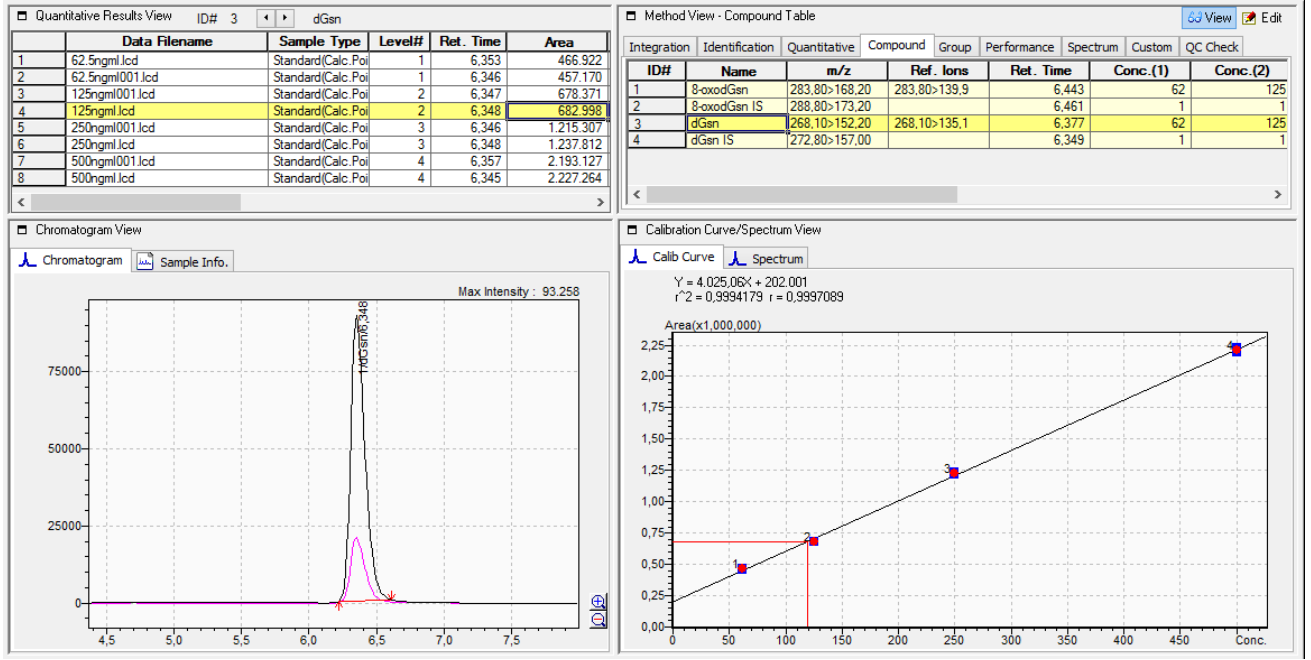 Quantitative Results View ID# 3 dGsn
Data Filename Sample Type Level# Ret. Time Area
1 62.5ngml.lcd Standard(Calc.Poi 1 6,353 466.922
2 62.5ngml001.lcd Standard(Calc.Poi 1 6,346 457.170
3 125ngml001.lcd Standard(Calc.Poi 2 6,347 678.371
4 125ngml.lcd Standard(Calc.Poi 2 6,348 682.998
5 250ngml001.lcd Standard(Calc.Poi 3 6,346 1.215.307
6 250ngml.lcd Standard(Calc.Poi 3 6,348 1.237.812
7 500ngml001.lcd Standard(Calc.Poi 4 6,357 2.193.127
8 500ngml.lcd Standard(Calc.Poi 4 6,345 2.227.264
Method View - Compound Table View Edit
Integration Identification Quantitative Compound Group Performance Spectrum Custom QC Check
ID# Name m/z Ref. Ions Ret. Time Conc.(1) Conc.(2)
1 8-oxodGsn 283,80>168,20 283,80>139,9 6,443 62 125
2 8-oxodGsn IS 288,80>173,20 6,461 1 1
3 dGsn 268,10>152,20 268,10>135,1 6,377 62 125
4 dGsn IS 272,80>157,00 6,349 1 1
Chromatogram View
Chromatogram Sample Info.
Max Intensity : 93.258
1/dGsn/6,348
75000
50000
25000
0
4,5 5,0 5,5 6,0 6,5 7,0 7,5
Calibration Curve/Spectrum View
Calib Curve Spectrum
Y = 4.025,06X + 202.001
r^2 = 0,9994179 r = 0,9997089
Area(x1,000,000)
2,25
2,00
1,75
1,50
1,25
1,00
0,75
0,50
0,25
0,00
1
2
3
4
0 50 100 150 200 250 300 350 400 450 Conc.